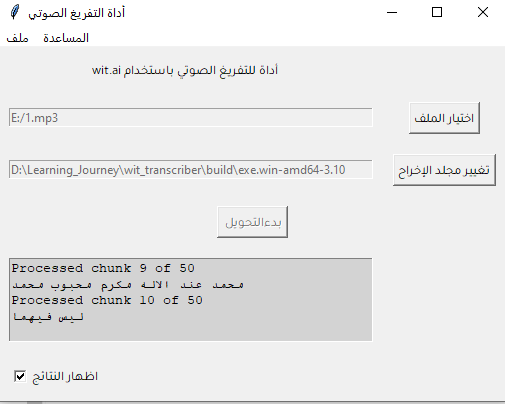 أداة التفريغ الصوتي
ملف المساعدة
أداة للتفريغ الصوتي باستخدام wit.ai
E:/1.mp3
اختيار الملف
D:\Learning_Journey\wit_transcriber\build\exe.win-amd64-3.10
تغيير مجلد الإخراج
بدءالتحويل
Processed chunk 9 of 50
محمد عند الالة مكرم محبوب محمد
Processed chunk 10 of 50
ليس فيهما
اظهار النتائج